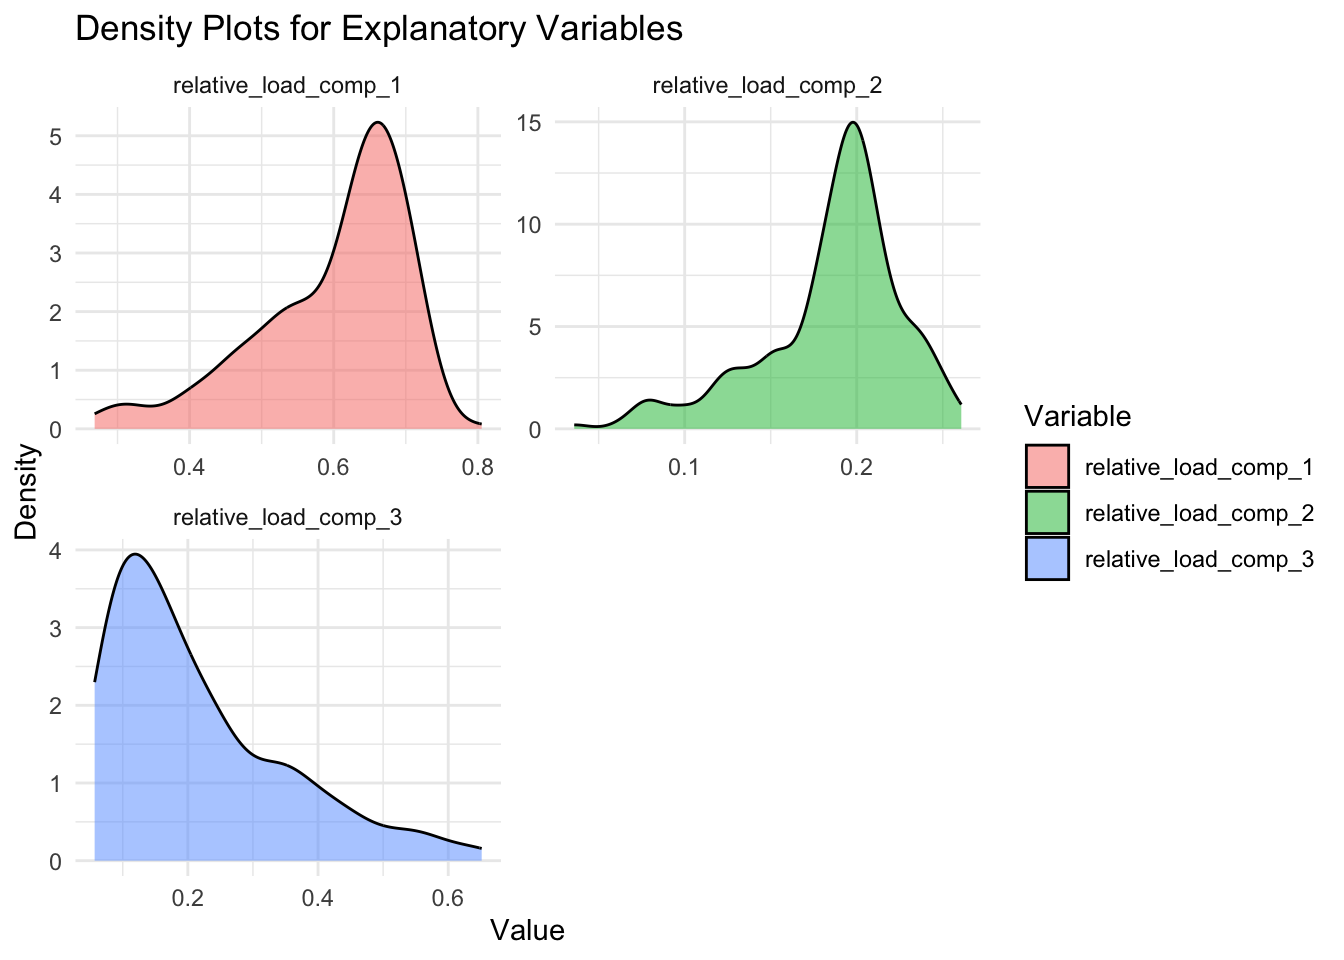 Density Plots for Explanatory Variables
relative_load_comp_1
relative_load_comp_2
5
4
3
2
1
0
0.4 0.6 0.8
15
10
5
0
0.1 0.2
Density
relative_load_comp_3
4
3
2
1
0
0.2 0.4 0.6
Value
Variable
relative_load_comp_1
relative_load_comp_2
relative_load_comp_3